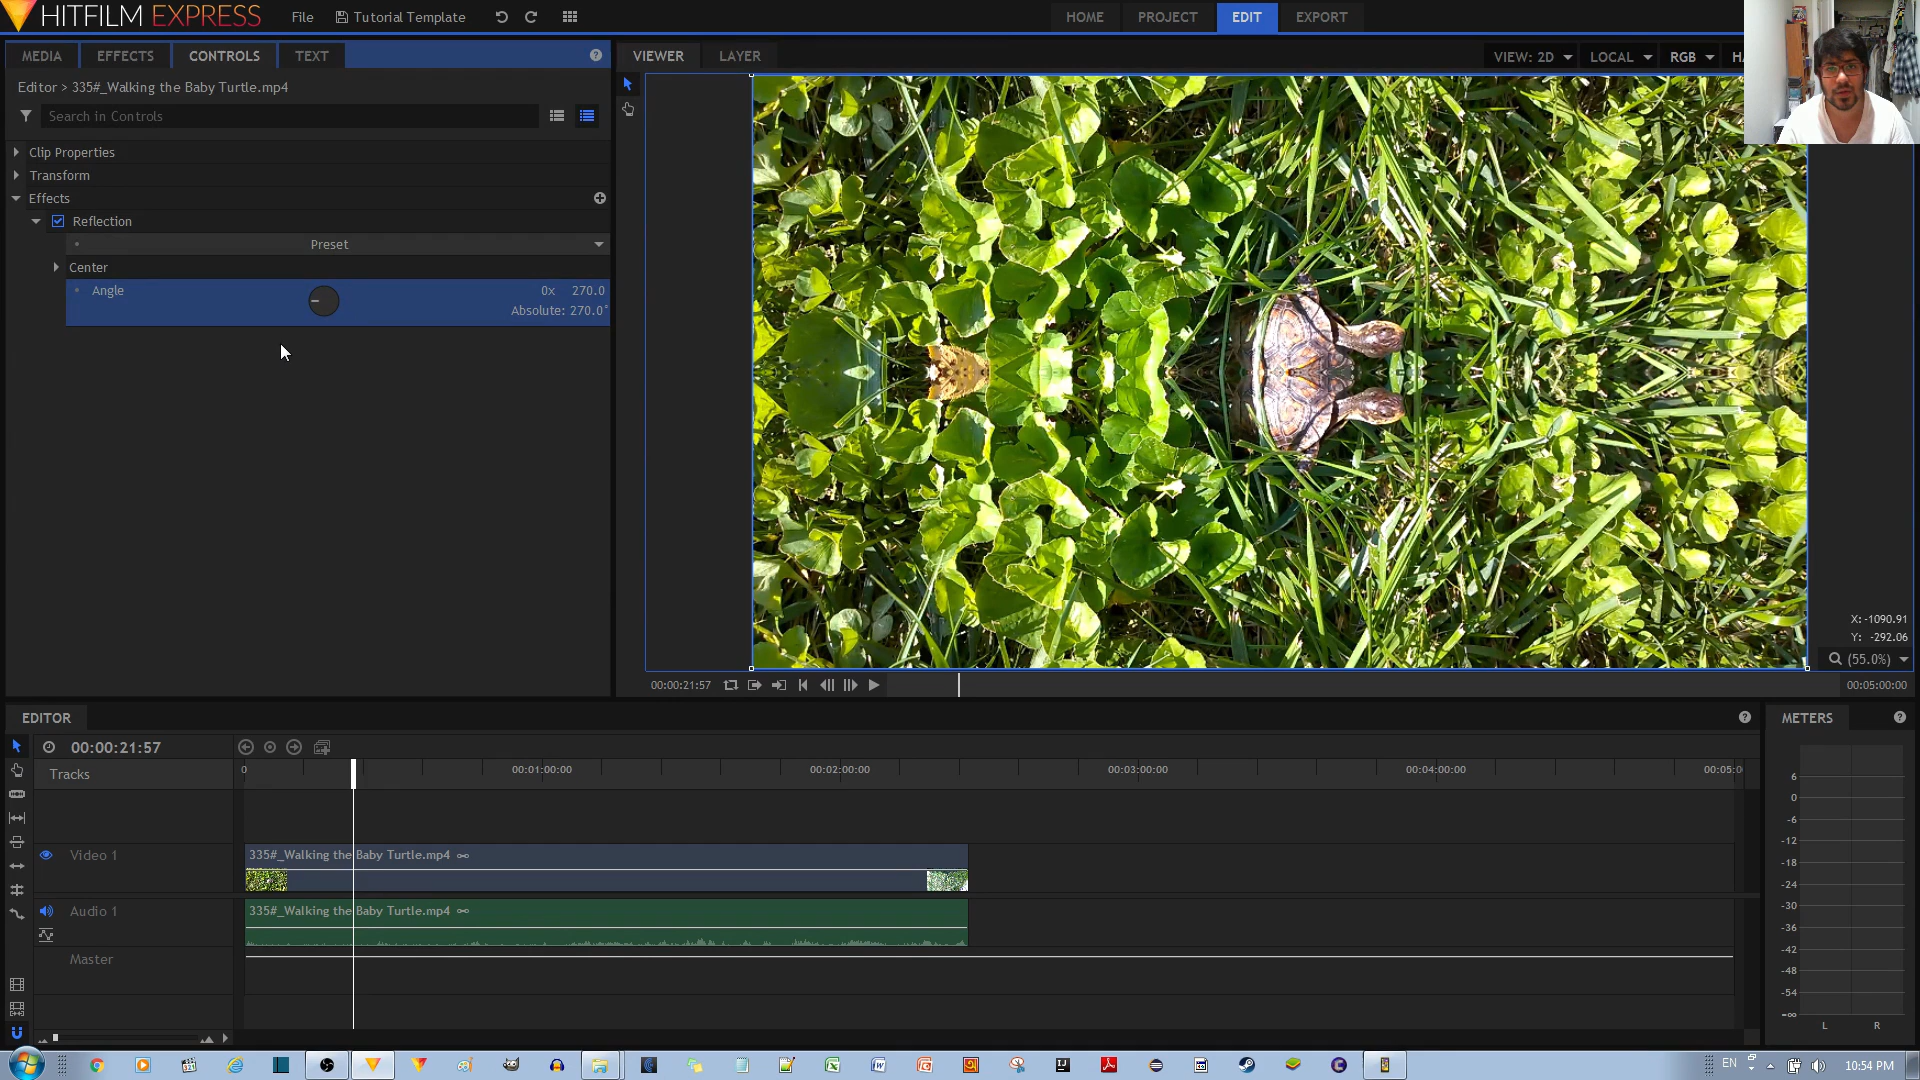 HITFILM EXPRESS File Tutorial Template HOME PROJECT EDIT EXPORT
MEDIA EFFECTS CONTROLS TEXT ? VIEWER LAYER VIEW: 2D LOCAL RGB
Editor > 335#_Walking the Baby Turtle.mp4
Search in Controls
Clip Properties
Transform
Effects
Reflection
Preset
Center
Angle 0x 270.0
Absolute: 270.0°
X: -1090.91
Y: -292.06
(55.0%)
00:00:21:57 00:05:00:00
EDITOR ? METERS ?
00:00:21:57
Tracks 0 00:01:00:00 00:02:00:00 00:03:00:00 00:04:00:00 00:05:0
Video 1 335#_Walking the Baby Turtle.mp4
Audio 1 335#_Walking the Baby Turtle.mp4
Master
6
0
-6
-12
-18
-24
-30
-36
-42
-48
-54
-∞
L R
EN 10:54 PM